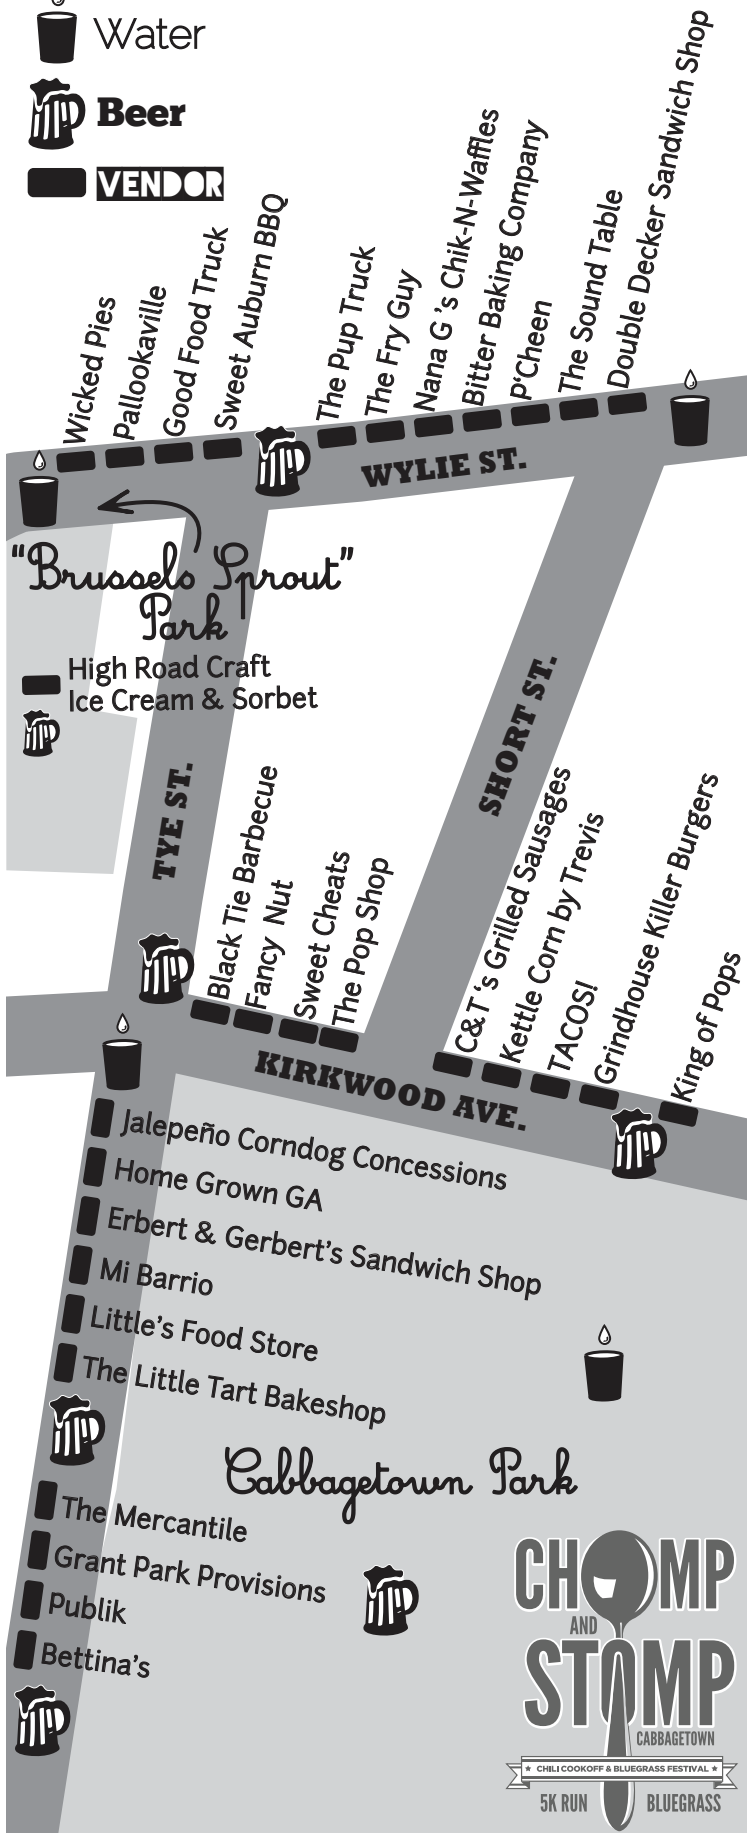 Water
Beer
VENDOR
Wicked Pies
Pallookaville
Good Food Truck
Sweet Auburn BBQ
The Pup Truck
The Fry Guy
Nana G 's Chik-N-Waffles
Bitter Baking Company
P'Cheen
The Sound Table
Double Decker Sandwich Shop
WYLIE ST.
"Brussels Sprout"
Park
High Road Craft
Ice Cream & Sorbet
TYE ST.
SHORT ST.
Black Tie Barbecue
Fancy Nut
Sweet Cheats
The Pop Shop
C&T 's Grilled Sausages
Kettle Corn by Trevis
TACOS!
Grindhouse Killer Burgers
King of Pops
KIRKWOOD AVE.
Jalepeño Corndog Concessions
Home Grown GA
Erbert & Gerbert's Sandwich Shop
Mi Barrio
Little's Food Store
The Little Tart Bakeshop
Cabbagetown Park
The Mercantile
Grant Park Provisions
Publik
Bettina's
CHOMP
AND
STOMP
CABBAGETOWN
CHILI COOKOFF & BLUEGRASS FESTIVAL
5K RUN BLUEGRASS